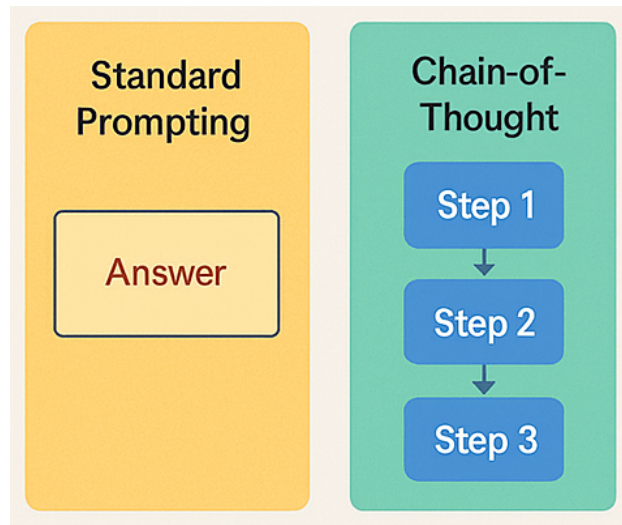 Standard
Prompting
Answer
Chain-of-
Thought
Step 1
Step 2
Step 3